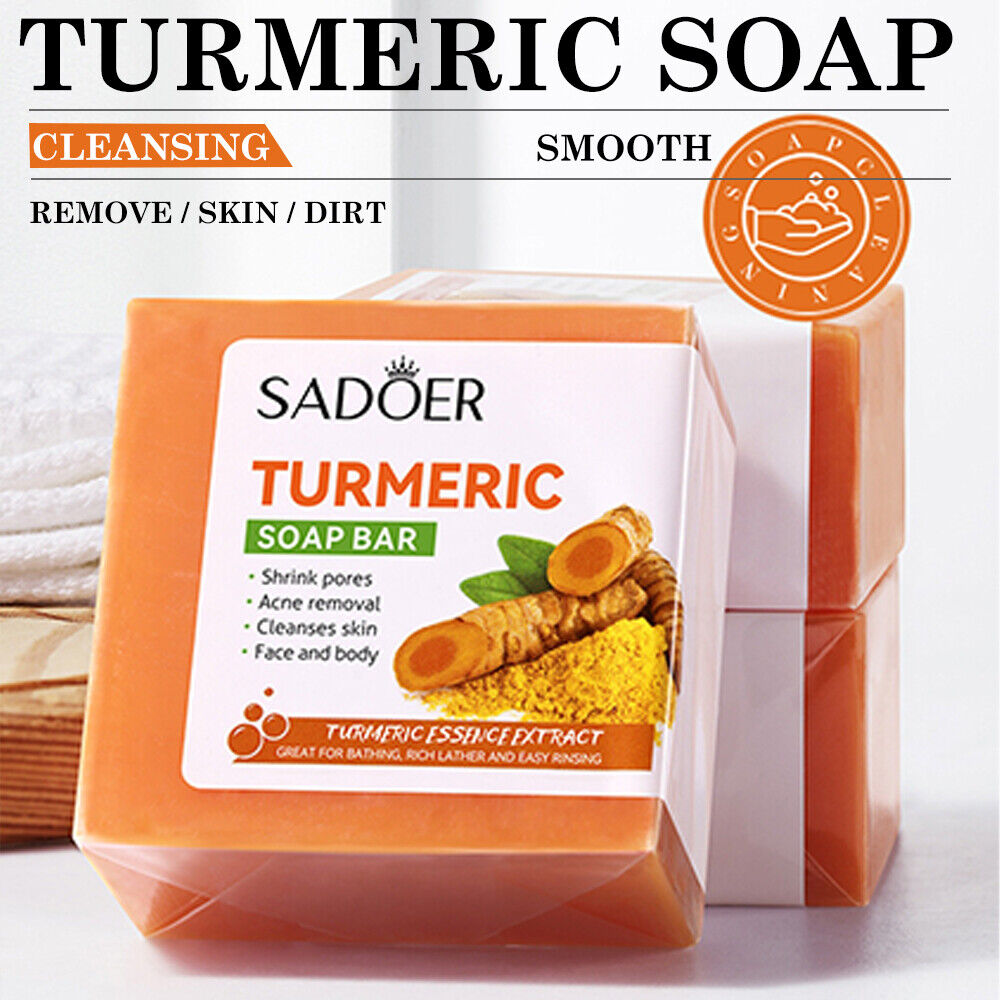 TURMERIC SOAP
CLEANSING
SMOOTH
REMOVE / SKIN / DIRT
SOAPCLEANINGSOAPCLEANING
SADOER
TURMERIC
SOAP BAR
• Shrink pores
• Acne removal
• Cleanses skin
• Face and body
TURMERIC ESSENCE EXTRACT
GREAT FOR BATHING, RICH LATHER AND EASY RINSING